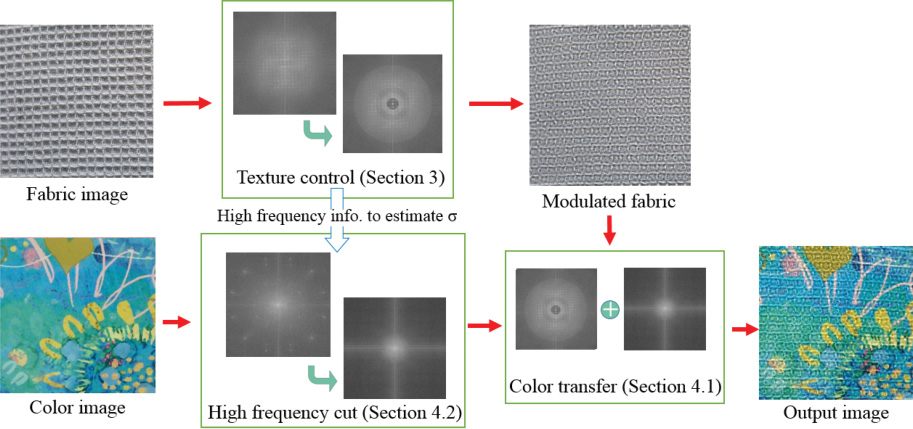 Fabric image
Texture control (Section 3)
Modulated fabric
High frequency info. to estimate σ
Color image
High frequency cut (Section 4.2)
Color transfer (Section 4.1)
Output image